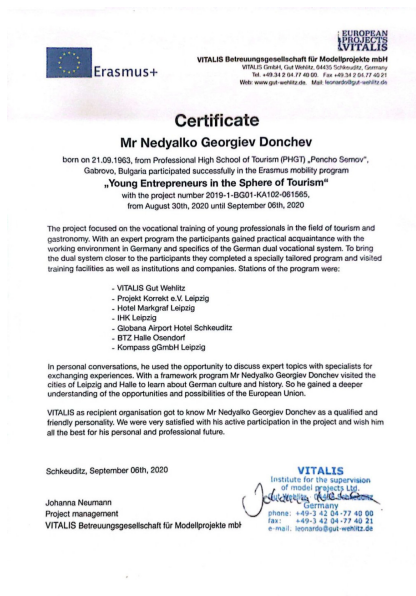 EUROPEAN
PROJECTS
VITALIS
Erasmus+
VITALIS Betreuungsgesellschaft für Modellprojekte mbH
VITALIS GmbH, Gut Wehlitz, 04435 Schkeuditz, Germany
Tel. +49.34 2 04.77 40 00. Fax +49.34 2 04.77 40 21
Web: www.gut-wehlitz.de. Mail: leonardo@gut-wehlitz.de
Certificate
Mr Nedyalko Georgiev Donchev
born on 21.09.1963, from Professional High School of Tourism (PHGT) „Pencho Semov",
Gabrovo, Bulgaria participated successfully in the Erasmus mobility program
„Young Entrepreneurs in the Sphere of Tourism"
with the project number 2019-1-BG01-KA102-061565,
from August 30th, 2020 until September 06th, 2020
The project focused on the vocational training of young professionals in the field of tourism and
gastronomy. With an expert program the participants gained practical acquaintance with the
working environment in Germany and specifics of the German dual vocational system. To bring
the dual system closer to the participants they completed a specially tailored program and visited
training facilities as well as institutions and companies. Stations of the program were:
- VITALIS Gut Wehlitz
- Projekt Korrekt e.V. Leipzig
- Hotel Markgraf Leipzig
- IHK Leipzig
- Globana Airport Hotel Schkeuditz
- BTZ Halle Osendorf
- Kompass gGmbH Leipzig
In personal conversations, he used the opportunity to discuss expert topics with specialists for
exchanging experiences. With a framework program Mr Nedyalko Georgiev Donchev visited the
cities of Leipzig and Halle to learn about German culture and history. So he gained a deeper
understanding of the opportunities and possibilities of the European Union.
VITALIS as recipient organisation got to know Mr Nedyalko Georgiev Donchev as a qualified and
friendly personality. We were very satisfied with his active participation in the project and wish him
all the best for his personal and professional future.
Schkeuditz, September 06th, 2020
VITALIS
Institute for the supervision
of model projects Ltd.
Germany
phone: +49-3 42 04-77 40 00
fax: +49-3 42 04-77 40 21
e-mail: leonardo@gut-wehlitz.de
Johanna Neumann
Project management
VITALIS Betreuungsgesellschaft für Modellprojekte mbH